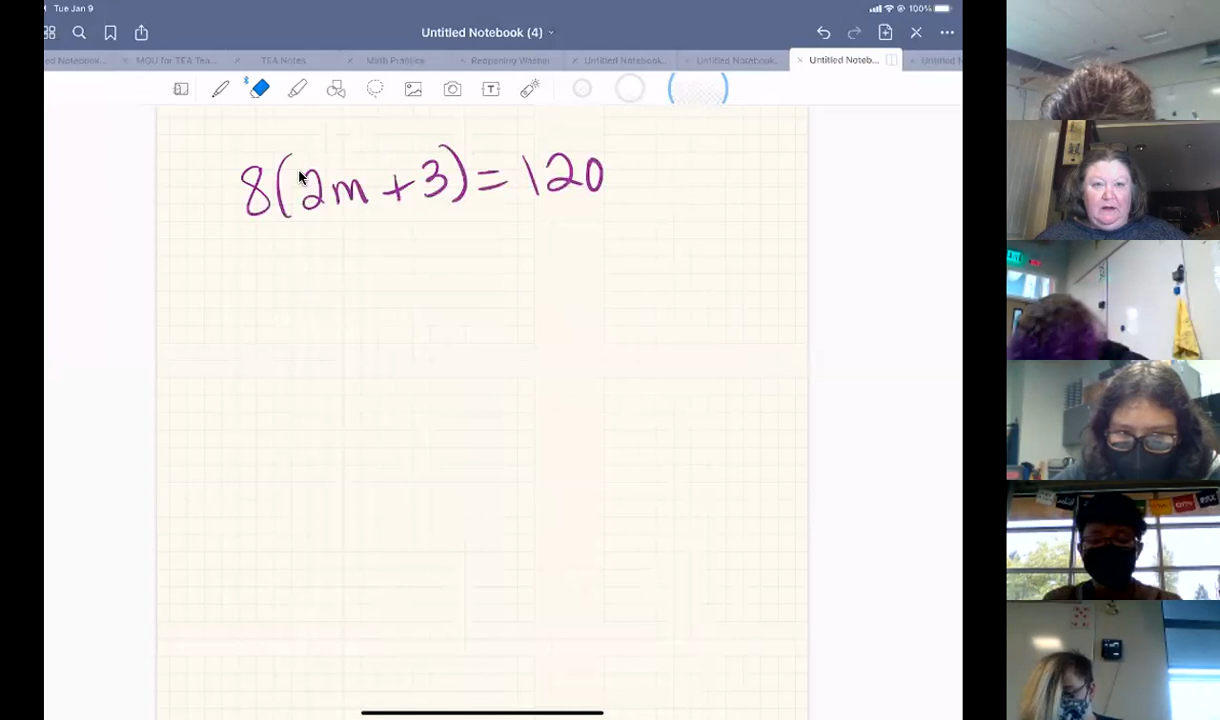 Tue Jan 9
100%
Untitled Notebook (4)
MOU for TEA Tea...
TEA Notes
Math Practice
Reopening Washin
Untitled Notebook...
Untitled Notebook...
Untitled Noteb...
8(2m + 3) = 120
EXIT